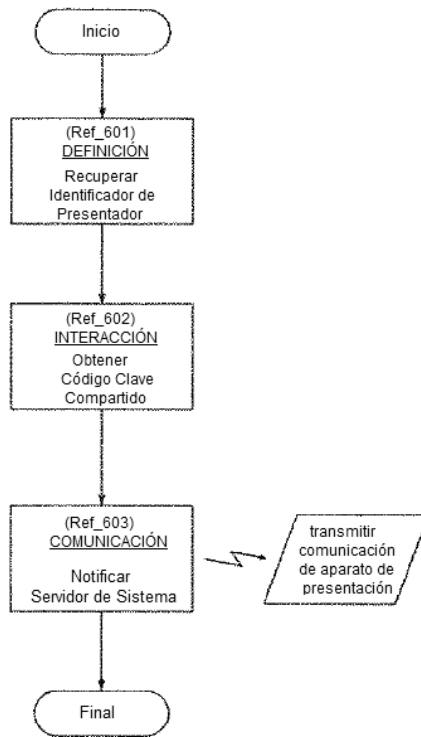 Inicio
(Ref_601)
DEFINICIÓN
Recuperar
Identificador de
Presentador
(Ref_602)
INTERACCIÓN
Obtener
Código Clave
Compartido
(Ref_603)
COMUNICACIÓN
Notificar
Servidor de Sistema
transmitir
comunicación
de aparato de
presentación
Final